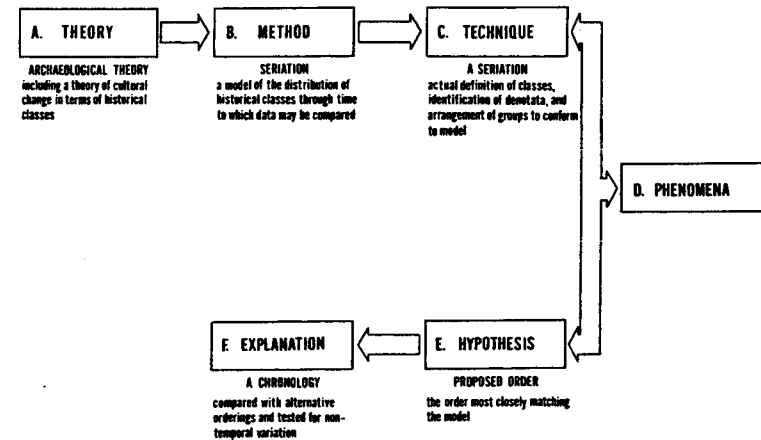 A. THEORY
ARCHAEOLOGICAL THEORY
including a theory of cultural
change in terms of historical
classes
B. METHOD
SERIATION
a model of the distribution of
historical classes through time
to which data may be compared
C. TECHNIQUE
A SERIATION
actual definition of classes,
identification of denotata, and
arrangement of groups to conform
to model
D. PHENOMENA
E. HYPOTHESIS
PROPOSED ORDER
the order most closely matching
the model
F. EXPLANATION
A CHRONOLOGY
compared with alternative
orderings and tested for non-
temporal variation